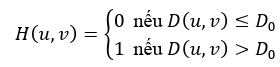 H(u,v) = {0 nếu D(u,v) ≤ D₀
1 nếu D(u,v) > D₀